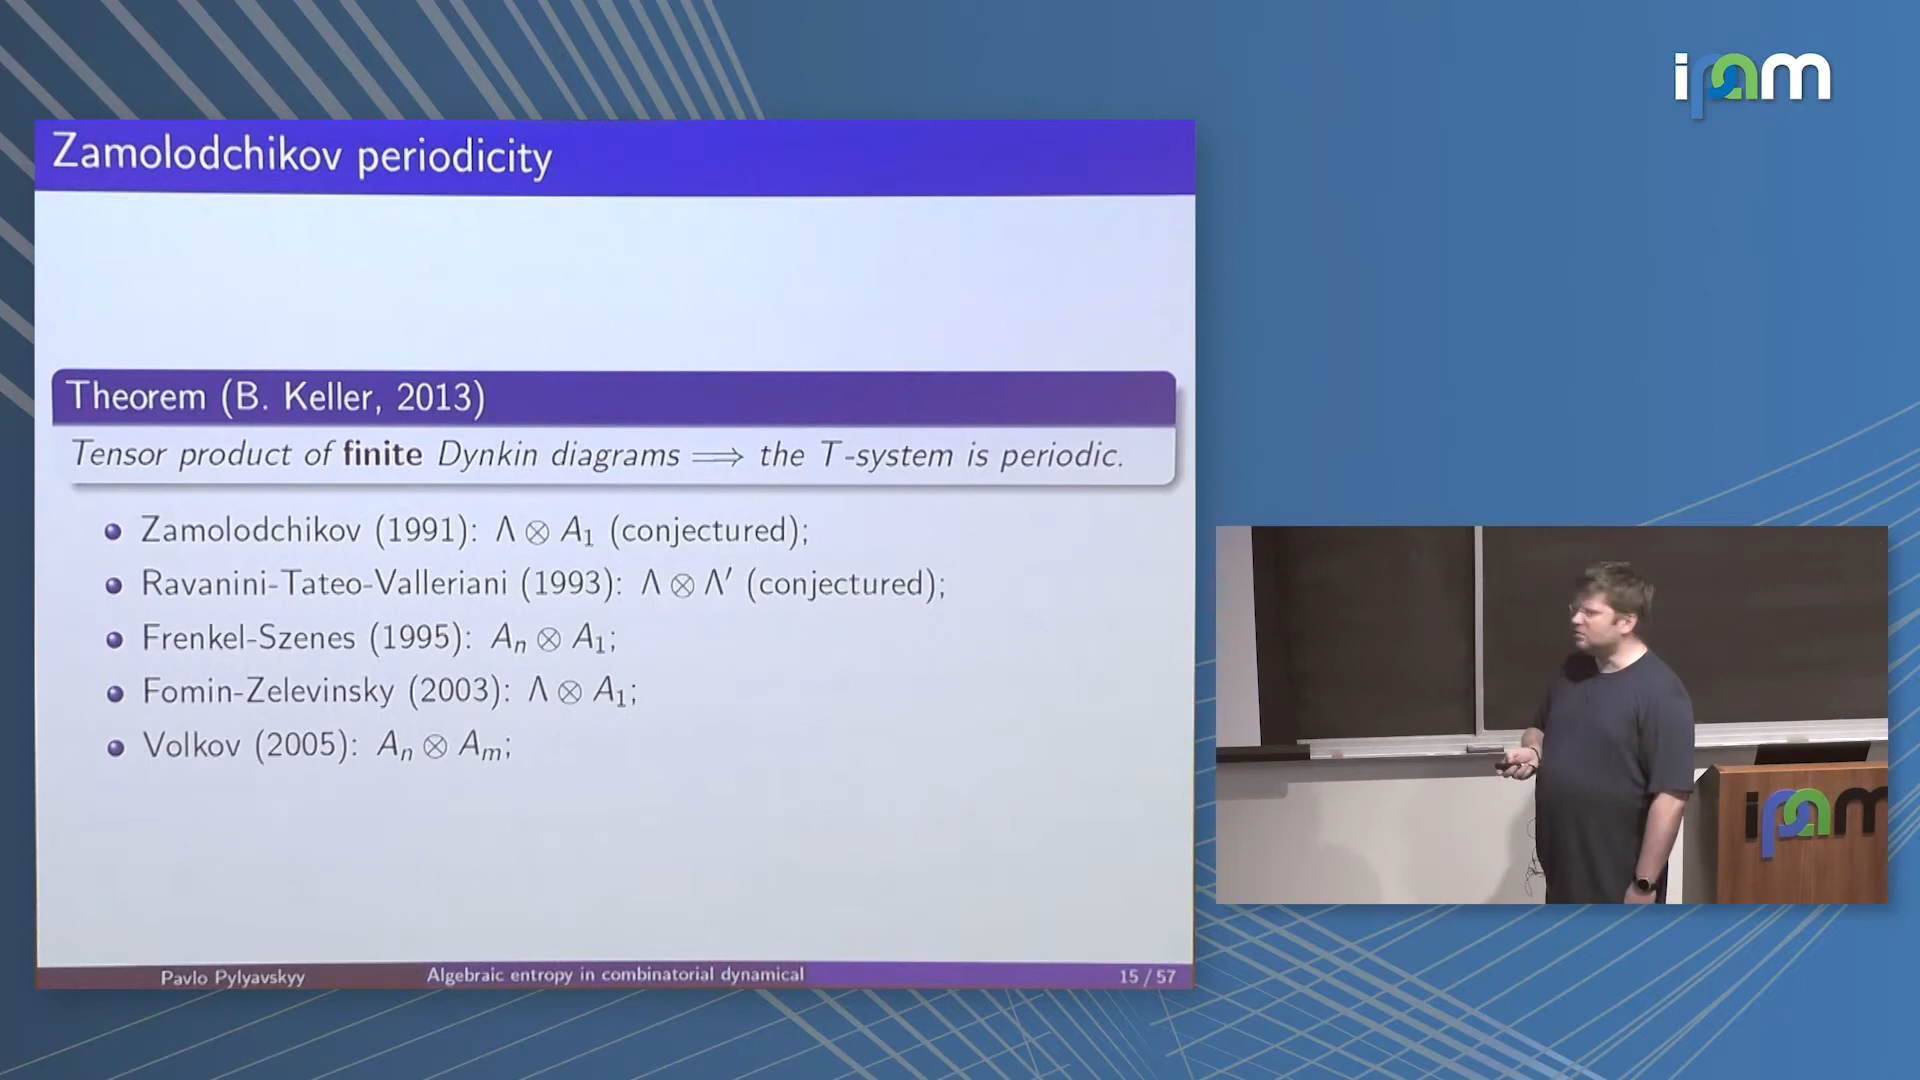 ipam
Zamolodchikov periodicity
Theorem (B. Keller, 2013)
Tensor product of finite Dynkin diagrams ⟹ the T-system is periodic.
Zamolodchikov (1991): Λ ⊗ A₁ (conjectured);
Ravanini-Tateo-Valleriani (1993): Λ ⊗ Λ′ (conjectured);
Frenkel-Szenes (1995): Aₙ ⊗ A₁;
Fomin-Zelevinsky (2003): Λ ⊗ A₁;
Volkov (2005): Aₙ ⊗ Aₘ;
Pavlo Pylyavskyy Algebraic entropy in combinatorial dynamical 15 / 57
ipam